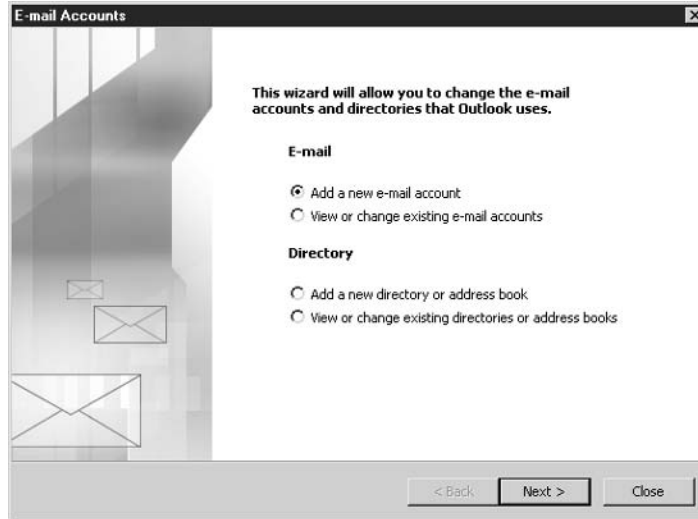 E-mail Accounts
This wizard will allow you to change the e-mail
accounts and directories that Outlook uses.
E-mail
Add a new e-mail account
View or change existing e-mail accounts
Directory
Add a new directory or address book
View or change existing directories or address books
< Back Next > Close